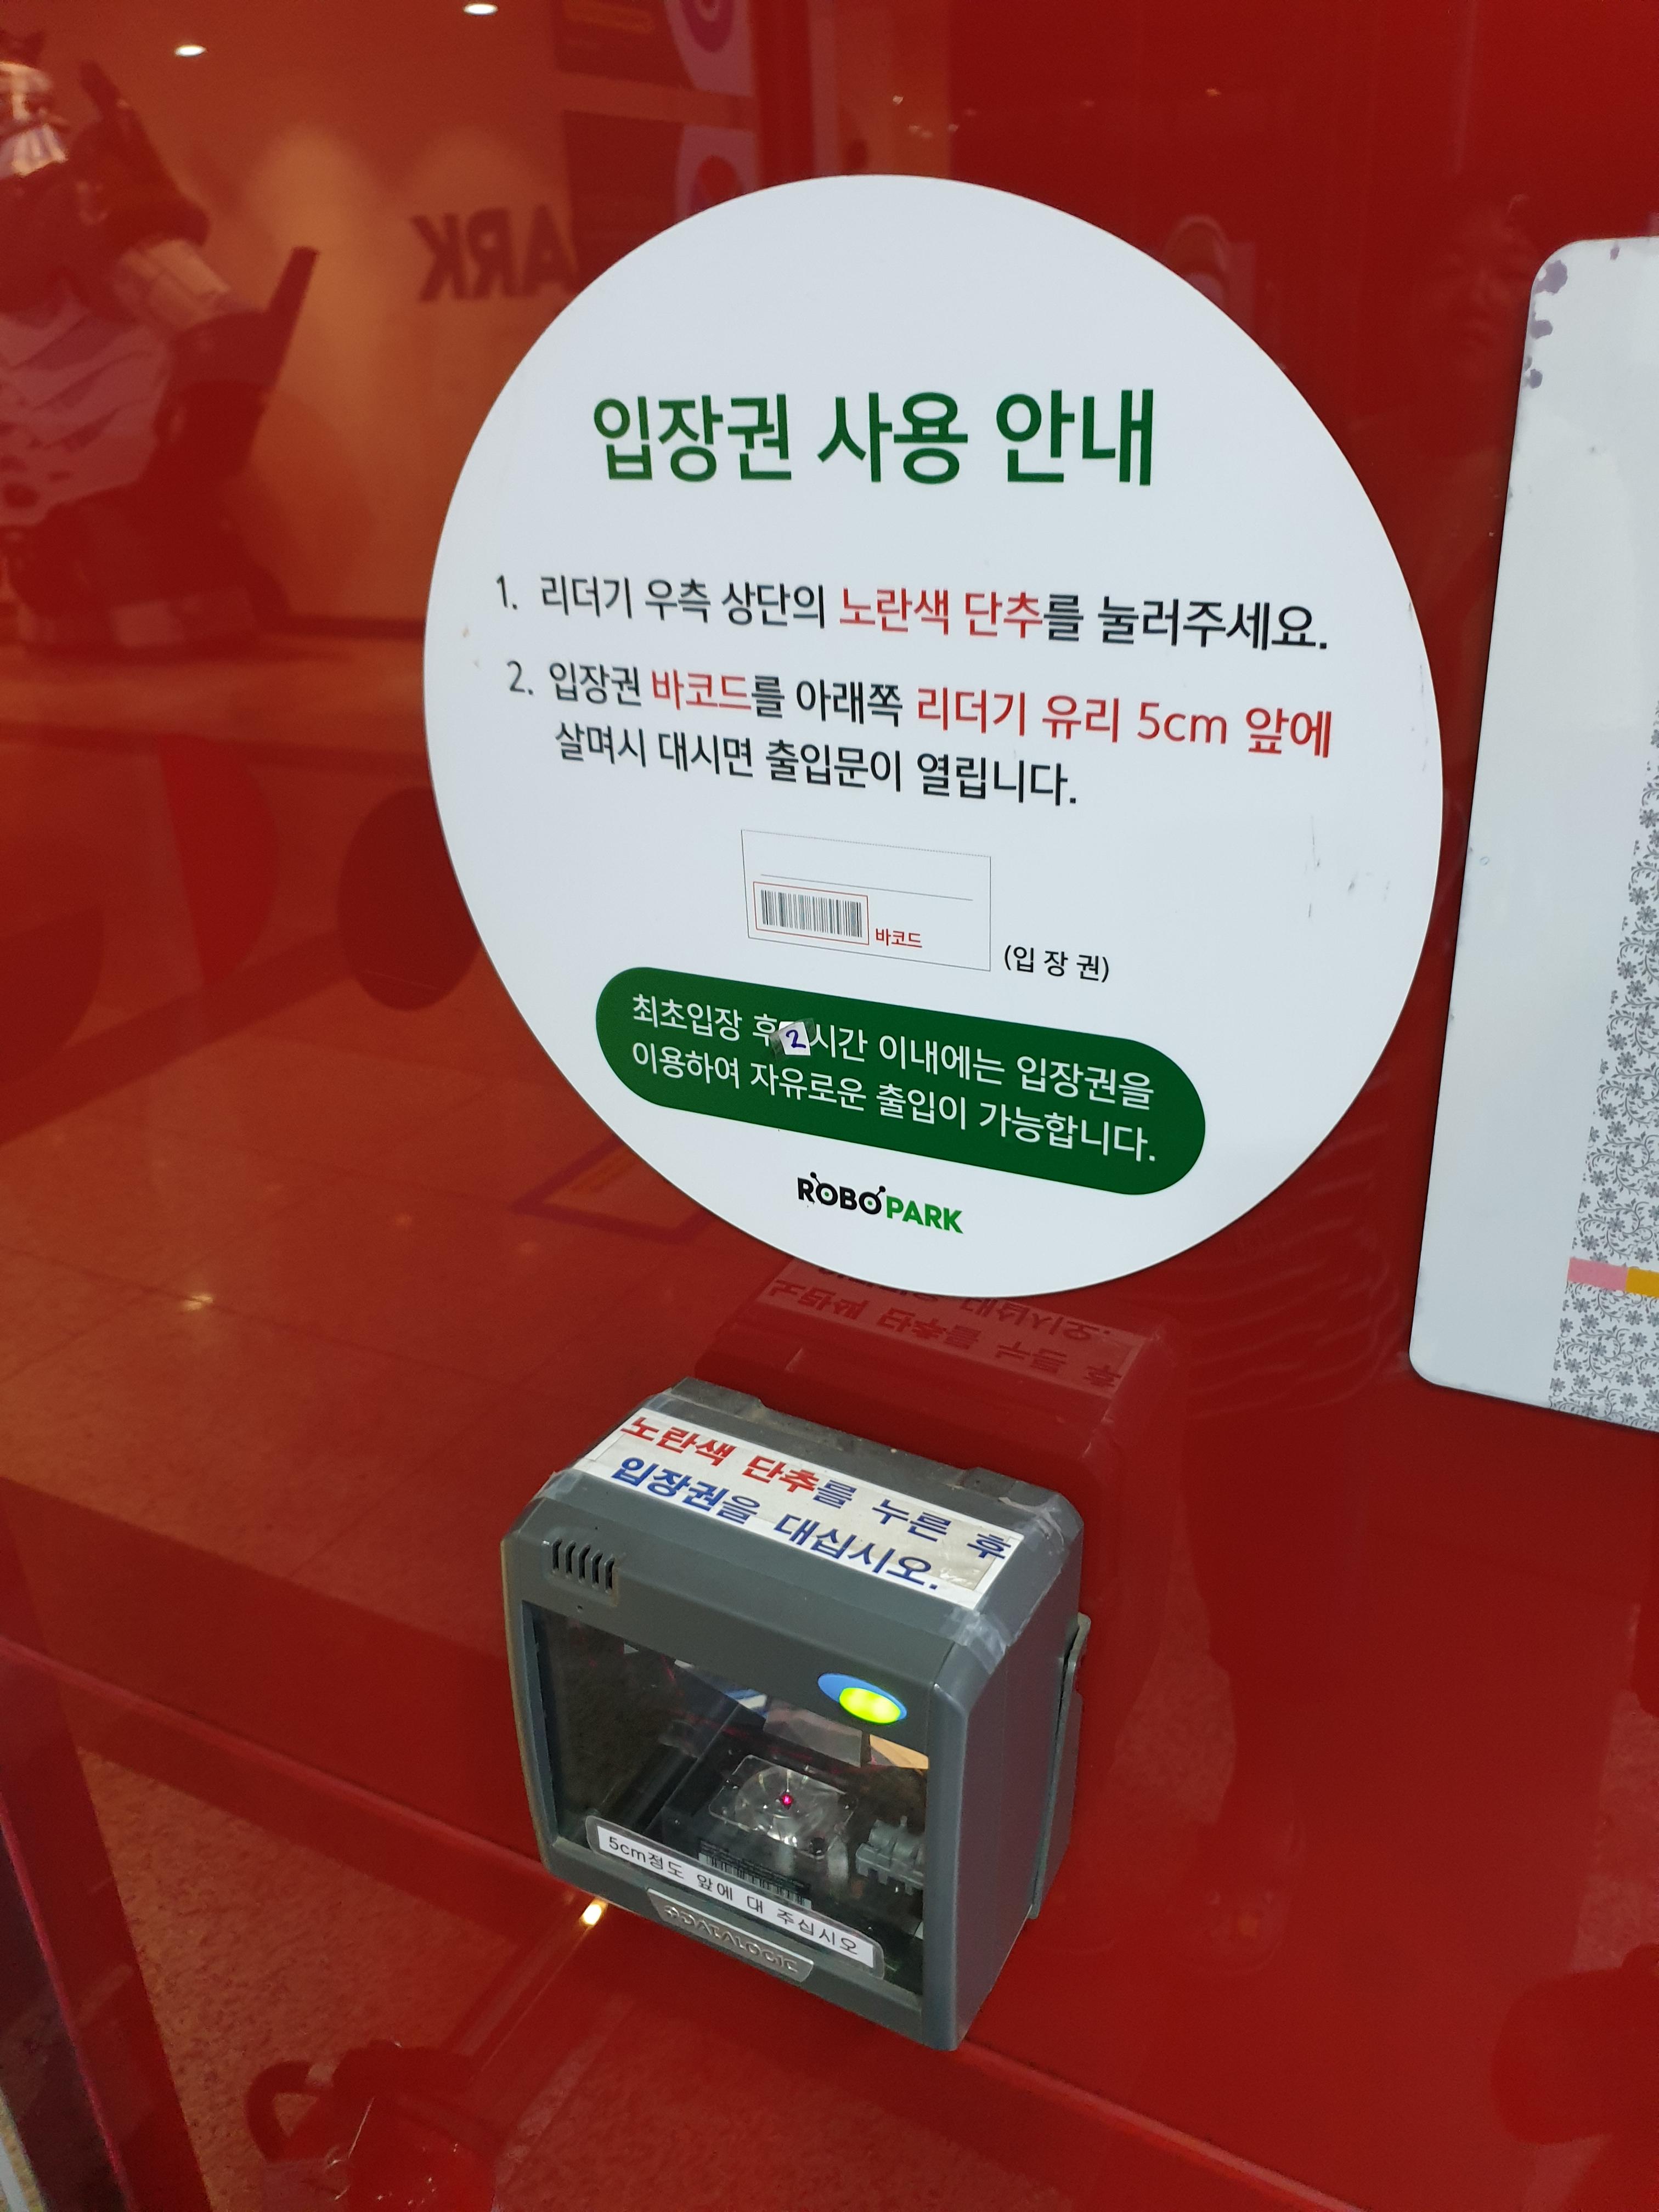 ARK
입장권 사용 안내
1. 리더기 우측 상단의 노란색 단추를 눌러주세요.
2. 입장권 바코드를 아래쪽 리더기 유리 5cm 앞에
살며시 대시면 출입문이 열립니다.
바코드
(입 장 권)
최초입장 후 2시간 이내에는 입장권을
이용하여 자유로운 출입이 가능합니다.
ROBOPARK
노란색 단추를 누른 후
입장권을 대십시오.
5cm정도 앞에 대 주십시오
DATALOGIC